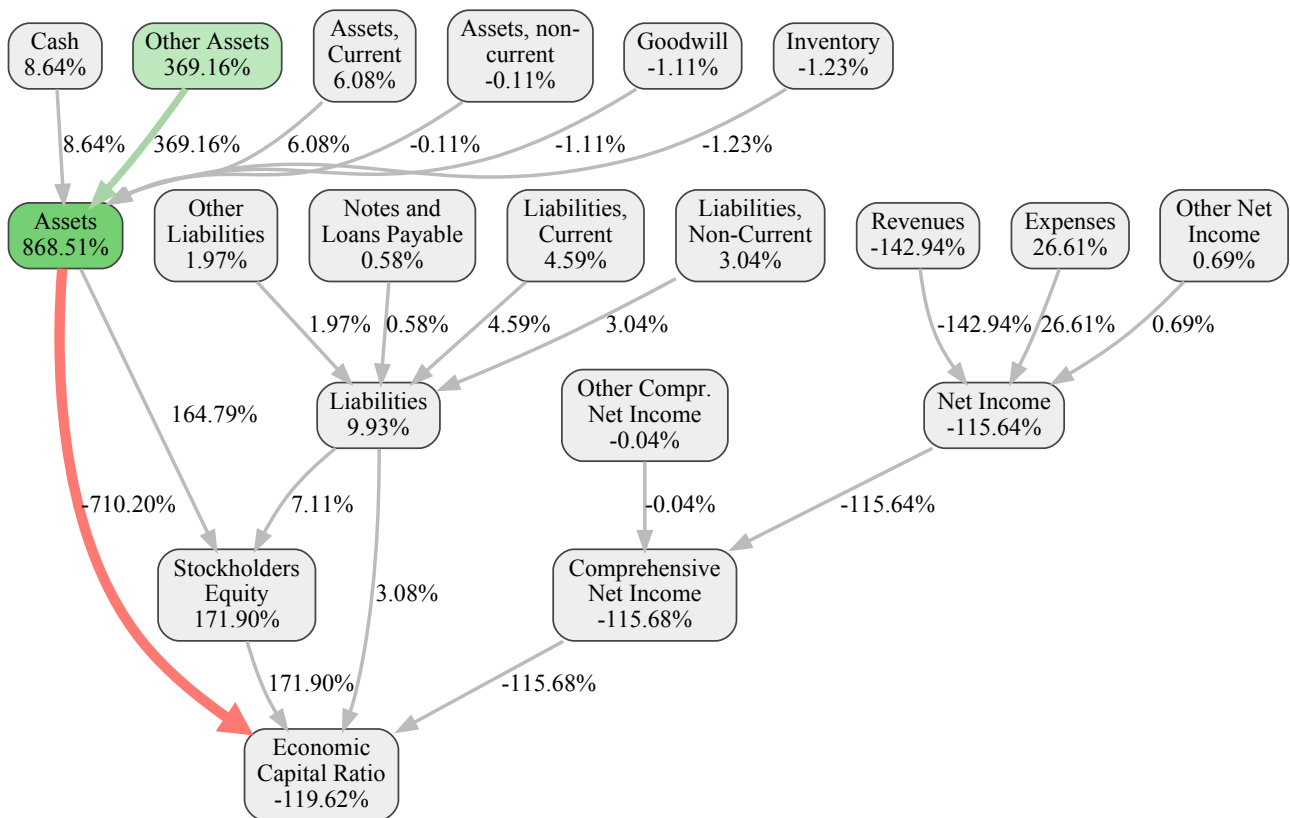 Cash
8.64%
Other Assets
369.16%
Assets,
Current
6.08%
Assets, non-
current
-0.11%
Goodwill
-1.11%
Inventory
-1.23%
8.64%
369.16%
6.08%
-0.11%
-1.11%
-1.23%
Assets
868.51%
Other
Liabilities
1.97%
Notes and
Loans Payable
0.58%
Liabilities,
Current
4.59%
Liabilities,
Non-Current
3.04%
Revenues
-142.94%
Expenses
26.61%
Other Net
Income
0.69%
1.97%
0.58%
4.59%
3.04%
-142.94%
26.61%
0.69%
164.79%
Liabilities
9.93%
Other Compr.
Net Income
-0.04%
Net Income
-115.64%
-710.20%
7.11%
-0.04%
-115.64%
Stockholders
Equity
171.90%
3.08%
Comprehensive
Net Income
-115.68%
171.90%
-115.68%
Economic
Capital Ratio
-119.62%